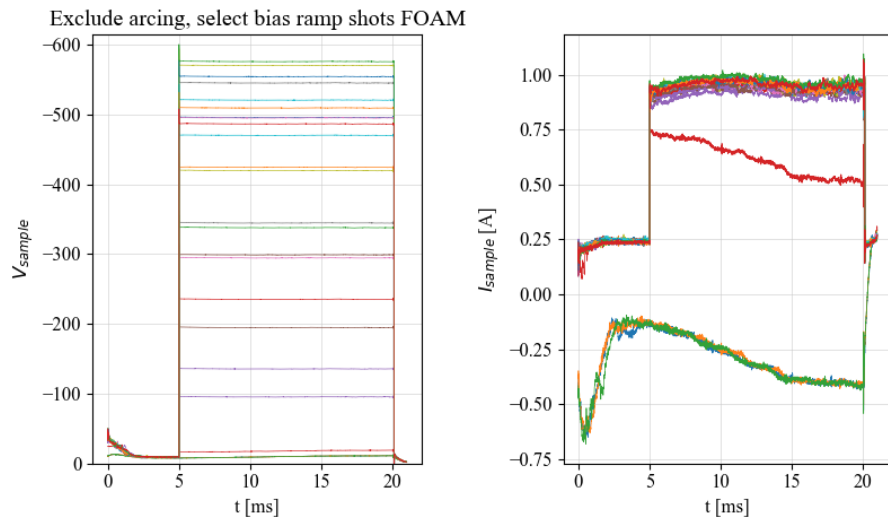 Exclude arcing, select bias ramp shots FOAM
−600
−500
−400
−300
−200
−100
0
V_sample
0 5 10 15 20
t [ms]
1.00
0.75
0.50
0.25
0.00
−0.25
−0.50
−0.75
I_sample [A]
0 5 10 15 20
t [ms]